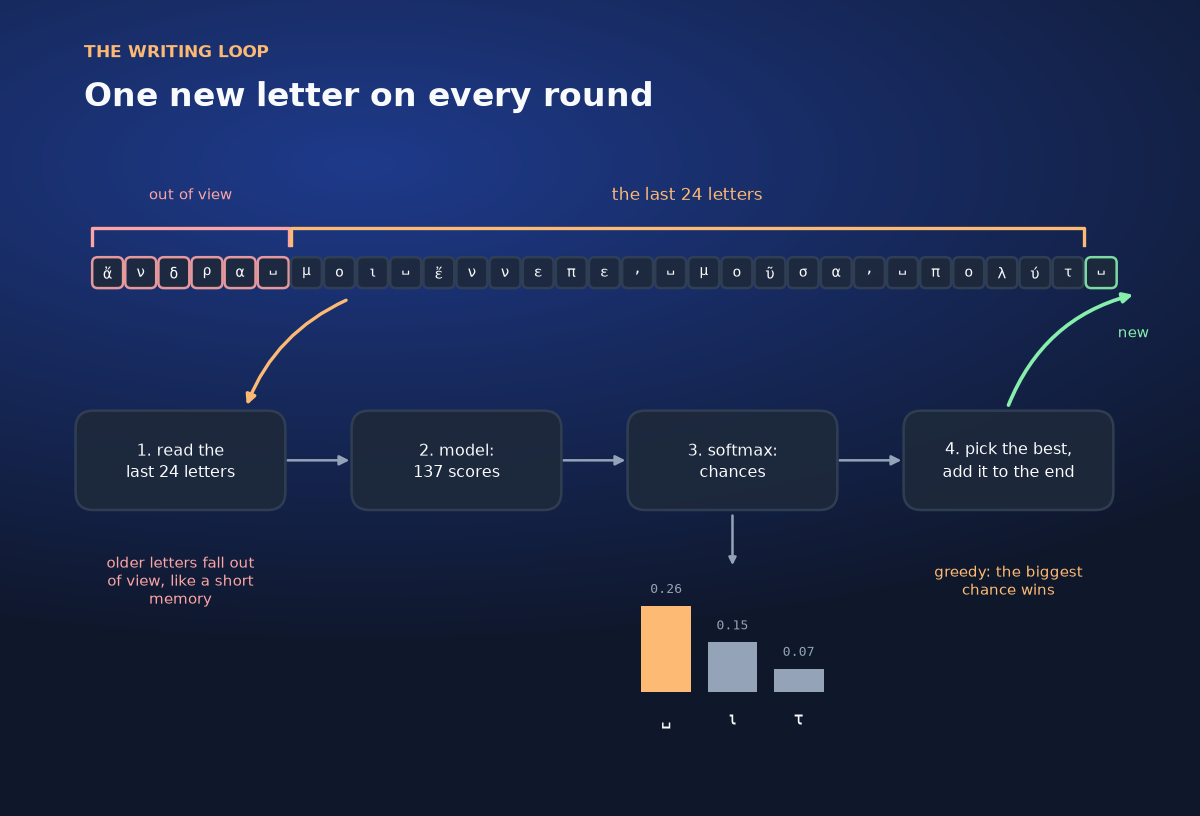 THE WRITING LOOP
One new letter on every round
out of view
the last 24 letters
ἄ ν δ ρ α ␣ μ ο ι ␣ ἔ ν ν ε π ε , ␣ μ ο ῦ σ α , ␣ π ο λ ύ τ ␣
new
1. read the
last 24 letters
2. model:
137 scores
3. softmax:
chances
4. pick the best,
add it to the end
older letters fall out
of view, like a short
memory
greedy: the biggest
chance wins
0.26
0.15
0.07
␣ ι τ